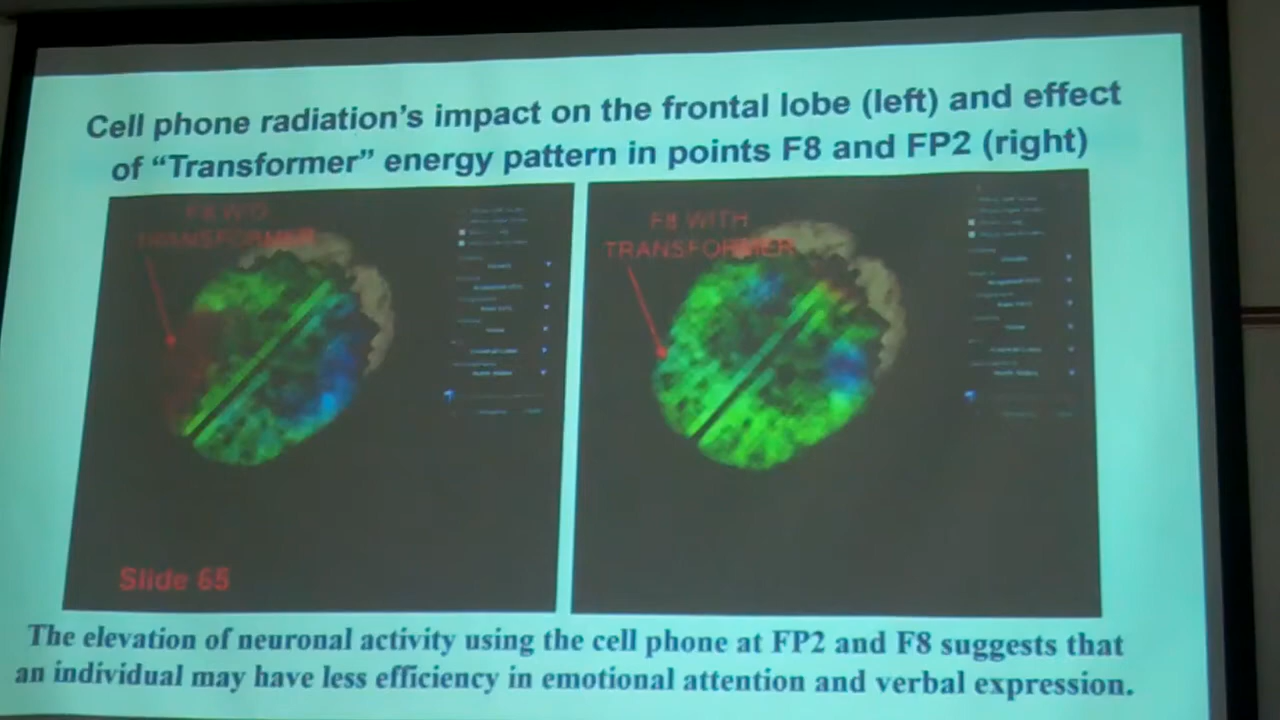 Cell phone radiation's impact on the frontal lobe (left) and effect
of “Transformer” energy pattern in points F8 and FP2 (right)
F8 W/O
TRANSFORMER
F8 WITH
TRANSFORMER
Slide 65
The elevation of neuronal activity using the cell phone at FP2 and F8 suggests that
an individual may have less efficiency in emotional attention and verbal expression.